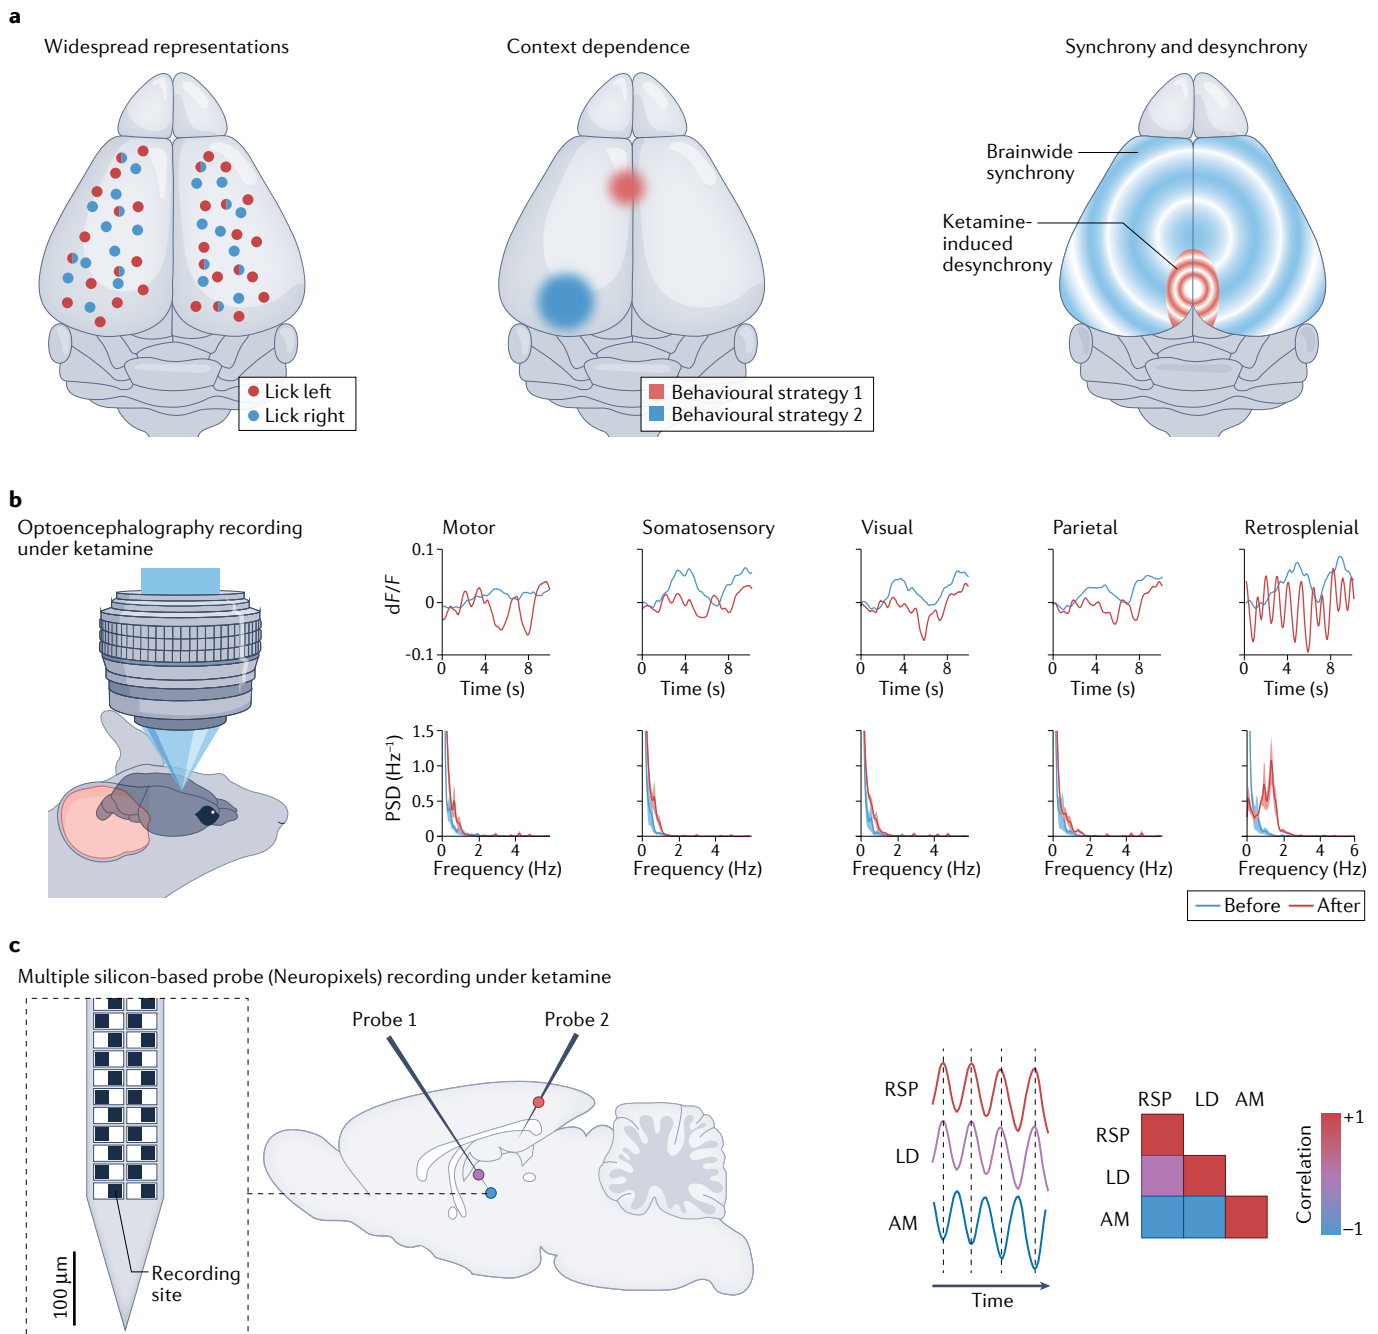 a
Widespread representations
Context dependence
Synchrony and desynchrony
Brainwide
synchrony
Ketamine-
induced
desynchrony
Lick left
Lick right
Behavioural strategy 1
Behavioural strategy 2
b
Optoencephalography recording
under ketamine
Motor
Somatosensory
Visual
Parietal
Retrosplenial
0.1
dF/F
0
-0.1
0 4 8
0 4 8
0 4 8
0 4 8
0 4 8
Time (s)
Time (s)
Time (s)
Time (s)
Time (s)
1.5
1.0
PSD (Hz⁻¹)
0.5
0
0 2 4
0 2 4
0 2 4
0 2 4
0 2 4 6
Frequency (Hz)
Frequency (Hz)
Frequency (Hz)
Frequency (Hz)
Frequency (Hz)
Before After
c
Multiple silicon-based probe (Neuropixels) recording under ketamine
Probe 1
Probe 2
Recording
site
100 µm
RSP
LD
AM
Time
RSP LD AM
RSP
LD
AM
Correlation
+1
−1